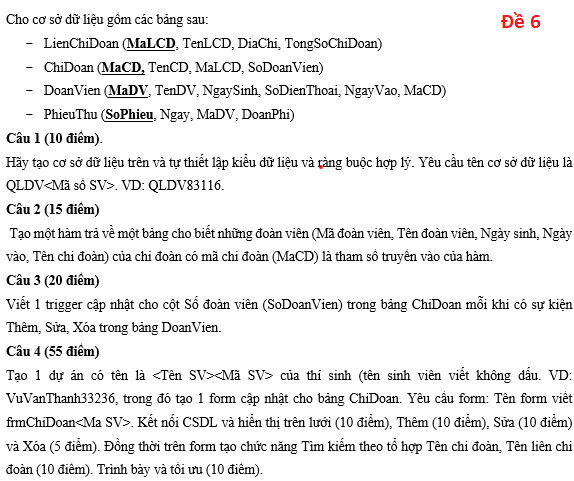 Cho cơ sở dữ liệu gồm các bảng sau:
Đề 6
– LienChiDoan (MaLCD, TenLCD, DiaChi, TongSoChiDoan)
– ChiDoan (MaCD, TenCD, MaLCD, SoDoanVien)
– DoanVien (MaDV, TenDV, NgaySinh, SoDienThoai, NgayVao, MaCD)
– PhieuThu (SoPhieu, Ngay, MaDV, DoanPhi)
Câu 1 (10 điểm).
Hãy tạo cơ sở dữ liệu trên và tự thiết lập kiểu dữ liệu và ràng buộc hợp lý. Yêu cầu tên cơ sở dữ liệu là
QLDV<Mã số SV>. VD: QLDV83116.
Câu 2 (15 điểm)
Tạo một hàm trả về một bảng cho biết những đoàn viên (Mã đoàn viên, Tên đoàn viên, Ngày sinh, Ngày
vào, Tên chi đoàn) của chi đoàn có mã chi đoàn (MaCD) là tham số truyền vào của hàm.
Câu 3 (20 điểm)
Viết 1 trigger cập nhật cho cột Số đoàn viên (SoDoanVien) trong bảng ChiDoan mỗi khi có sự kiện
Thêm, Sửa, Xóa trong bảng DoanVien.
Câu 4 (55 điểm)
Tạo 1 dự án có tên là <Tên SV><Mã SV> của thí sinh (tên sinh viên viết không dấu. VD:
VuVanThanh33236, trong đó tạo 1 form cập nhật cho bảng ChiDoan. Yêu cầu form: Tên form viết
frmChiDoan<Ma SV>. Kết nối CSDL và hiển thị trên lưới (10 điểm), Thêm (10 điểm), Sửa (10 điểm)
và Xóa (5 điểm). Đồng thời trên form tạo chức năng Tìm kiếm theo tổ hợp Tên chi đoàn, Tên liên chi
đoàn (10 điểm). Trình bày và tối ưu (10 điểm).